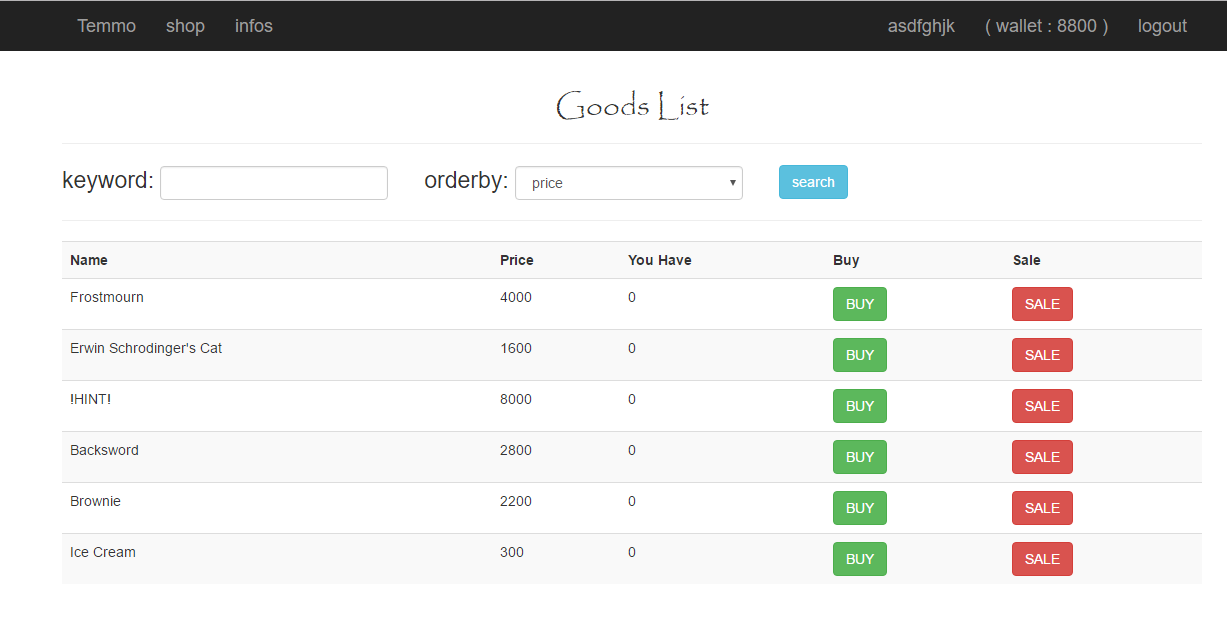 Temmo shop infos asdfghjk ( wallet : 8800 ) logout
Goods List
keyword: orderby: price search
Name Price You Have Buy Sale
Frostmourn 4000 0 BUY SALE
Erwin Schrodinger's Cat 1600 0 BUY SALE
!HINT! 8000 0 BUY SALE
Backsword 2800 0 BUY SALE
Brownie 2200 0 BUY SALE
Ice Cream 300 0 BUY SALE